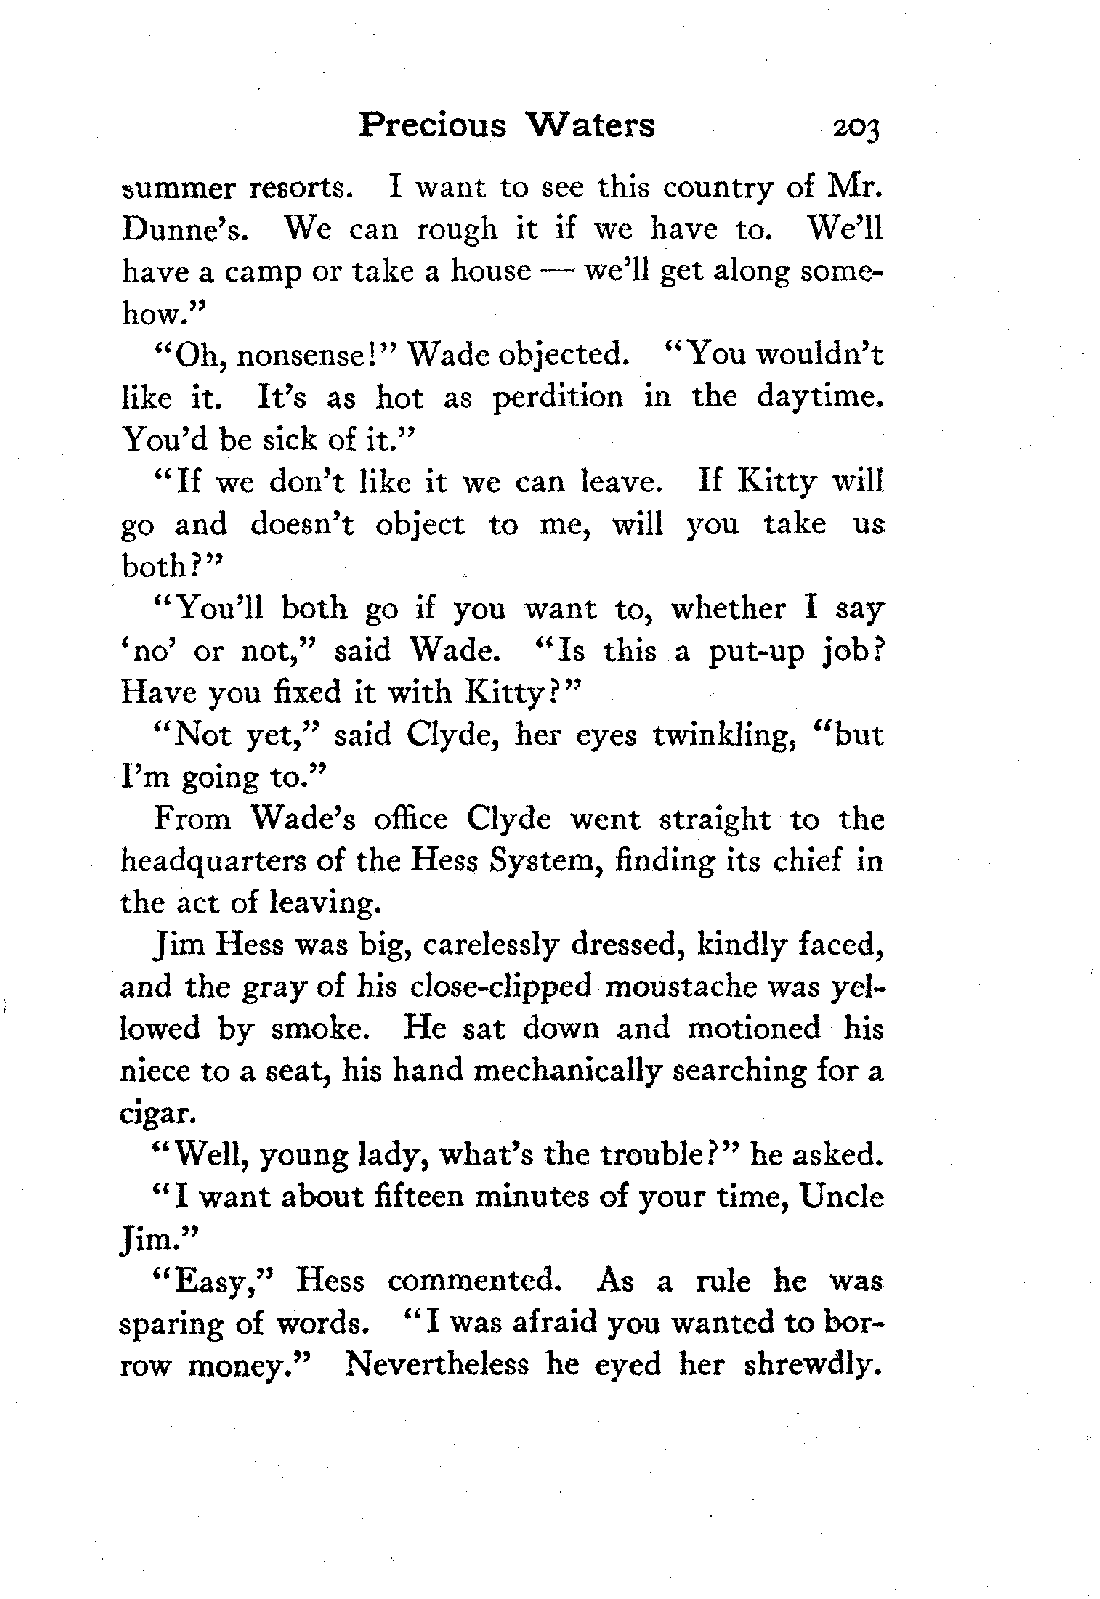 Precious Waters 203
summer resorts. I want to see this country of Mr.
Dunne's. We can rough it if we have to. We'll
have a camp or take a house — we'll get along some-
how."
"Oh, nonsense!" Wade objected. "You wouldn't
like it. It's as hot as perdition in the daytime.
You'd be sick of it."
"If we don't like it we can leave. If Kitty will
go and doesn't object to me, will you take us
both?"
"You'll both go if you want to, whether I say
'no' or not," said Wade. "Is this a put-up job?
Have you fixed it with Kitty?"
"Not yet," said Clyde, her eyes twinkling, "but
I'm going to."
From Wade's office Clyde went straight to the
headquarters of the Hess System, finding its chief in
the act of leaving.
Jim Hess was big, carelessly dressed, kindly faced,
and the gray of his close-clipped moustache was yel-
lowed by smoke. He sat down and motioned his
niece to a seat, his hand mechanically searching for a
cigar.
"Well, young lady, what's the trouble?" he asked.
"I want about fifteen minutes of your time, Uncle
Jim."
"Easy," Hess commented. As a rule he was
sparing of words. "I was afraid you wanted to bor-
row money." Nevertheless he eyed her shrewdly.